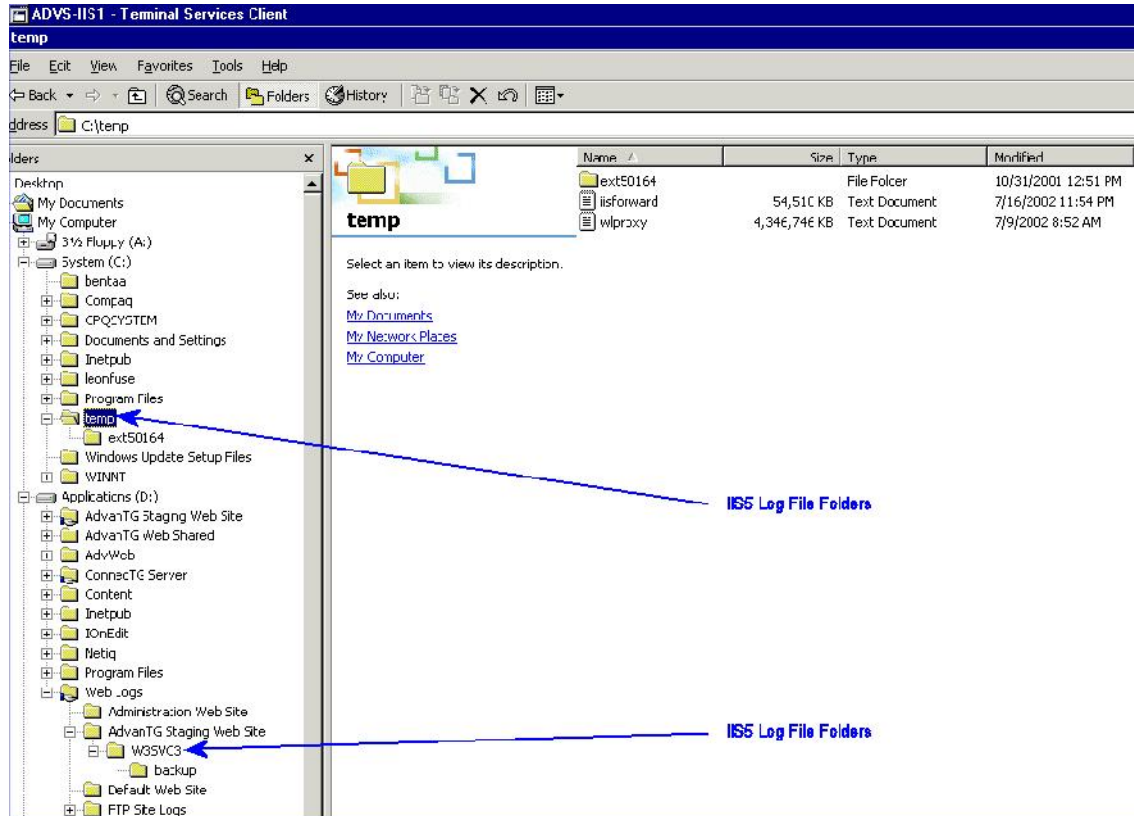 ADVS-IIS1 - Terminal Services Client
temp
File Edit View Favorites Tools Help
Back Search Folders History
ddress C:\temp
lders x
Desktop
My Documents
My Computer
3½ Floppy (A:)
System (C:)
bentaa
Compaq
CPQSYSTEM
Documents and Settings
Inetpub
leonfuse
Program Files
temp
ext50164
Windows Update Setup Files
WINNT
Applications (D:)
AdvanTG Staging Web Site
AdvanTG Web Shared
AdvWeb
ConnecTG Server
Content
Inetpub
IOnEdit
Netiq
Program Files
Web Logs
Administration Web Site
AdvanTG Staging Web Site
W3SVC3
backup
Default Web Site
FTP Site Logs
temp
Select an item to view its description.
See also:
My Documents
My Network Places
My Computer
Name Size Type Modified
ext50164 File Folder 10/31/2001 12:51 PM
iisforward 54,510 KB Text Document 7/16/2002 11:54 PM
wlproxy 4,346,746 KB Text Document 7/9/2002 8:52 AM
IIS5 Log File Folders
IIS5 Log File Folders